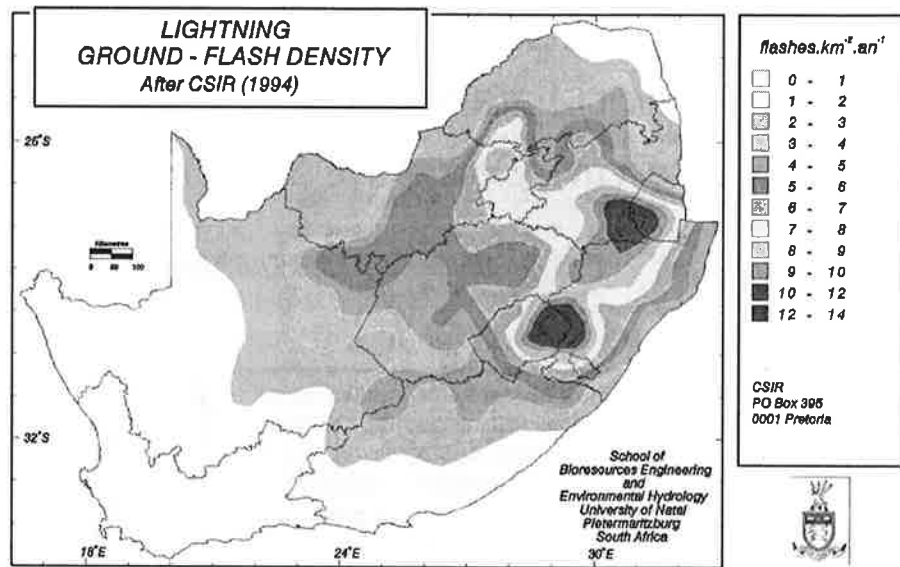 LIGHTNING
GROUND - FLASH DENSITY
After CSIR (1994)
26°S
32°S
Kilometres
0 50 100
18°E
24°E
30°E
School of
Bioresources Engineering
and
Environmental Hydrology
University of Natal
Pietermaritzburg
South Africa
flashes.km⁻².an⁻¹
0 - 1
1 - 2
2 - 3
3 - 4
4 - 5
5 - 6
6 - 7
7 - 8
8 - 9
9 - 10
10 - 12
12 - 14
CSIR
PO Box 395
0001 Pretoria